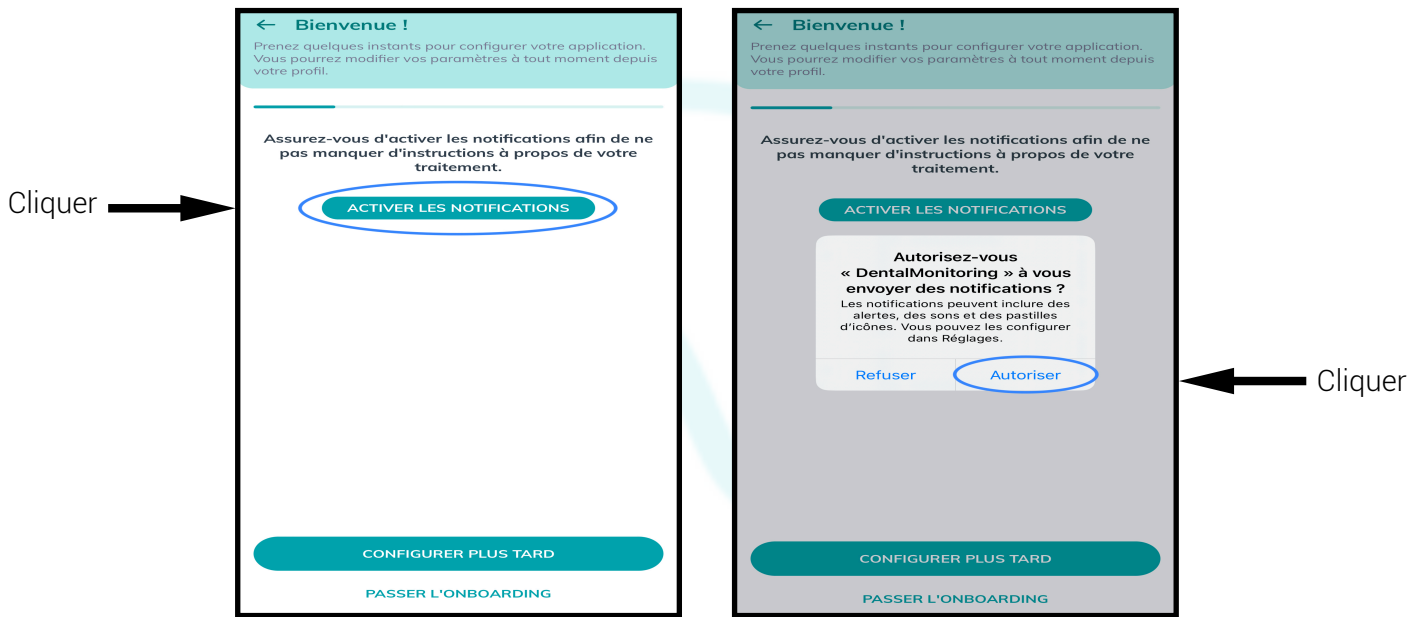 ← Bienvenue !
Prenez quelques instants pour configurer votre application.
Vous pourrez modifier vos paramètres à tout moment depuis
votre profil.
Assurez-vous d'activer les notifications afin de ne
pas manquer d'instructions à propos de votre
traitement.
Cliquer
ACTIVER LES NOTIFICATIONS
CONFIGURER PLUS TARD
PASSER L'ONBOARDING
← Bienvenue !
Prenez quelques instants pour configurer votre application.
Vous pourrez modifier vos paramètres à tout moment depuis
votre profil.
Assurez-vous d'activer les notifications afin de ne
pas manquer d'instructions à propos de votre
traitement.
ACTIVER LES NOTIFICATIONS
Autorisez-vous
« DentalMonitoring » à vous
envoyer des notifications ?
Les notifications peuvent inclure des
alertes, des sons et des pastilles
d’icônes. Vous pouvez les configurer
dans Réglages.
Refuser
Autoriser
Cliquer
CONFIGURER PLUS TARD
PASSER L'ONBOARDING